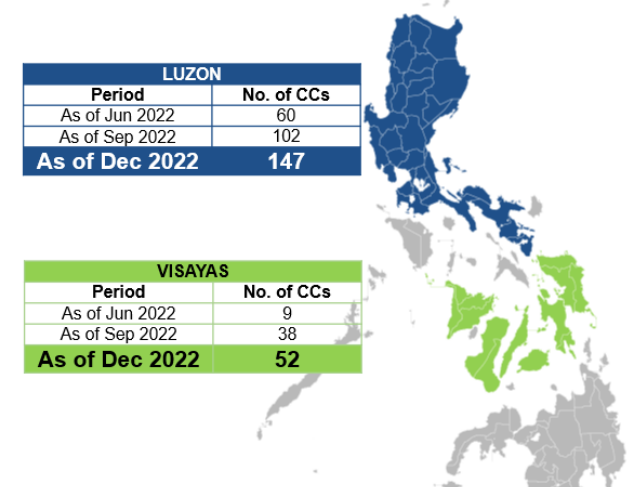 LUZON
Period No. of CCs
As of Jun 2022 60
As of Sep 2022 102
As of Dec 2022 147
VISAYAS
Period No. of CCs
As of Jun 2022 9
As of Sep 2022 38
As of Dec 2022 52